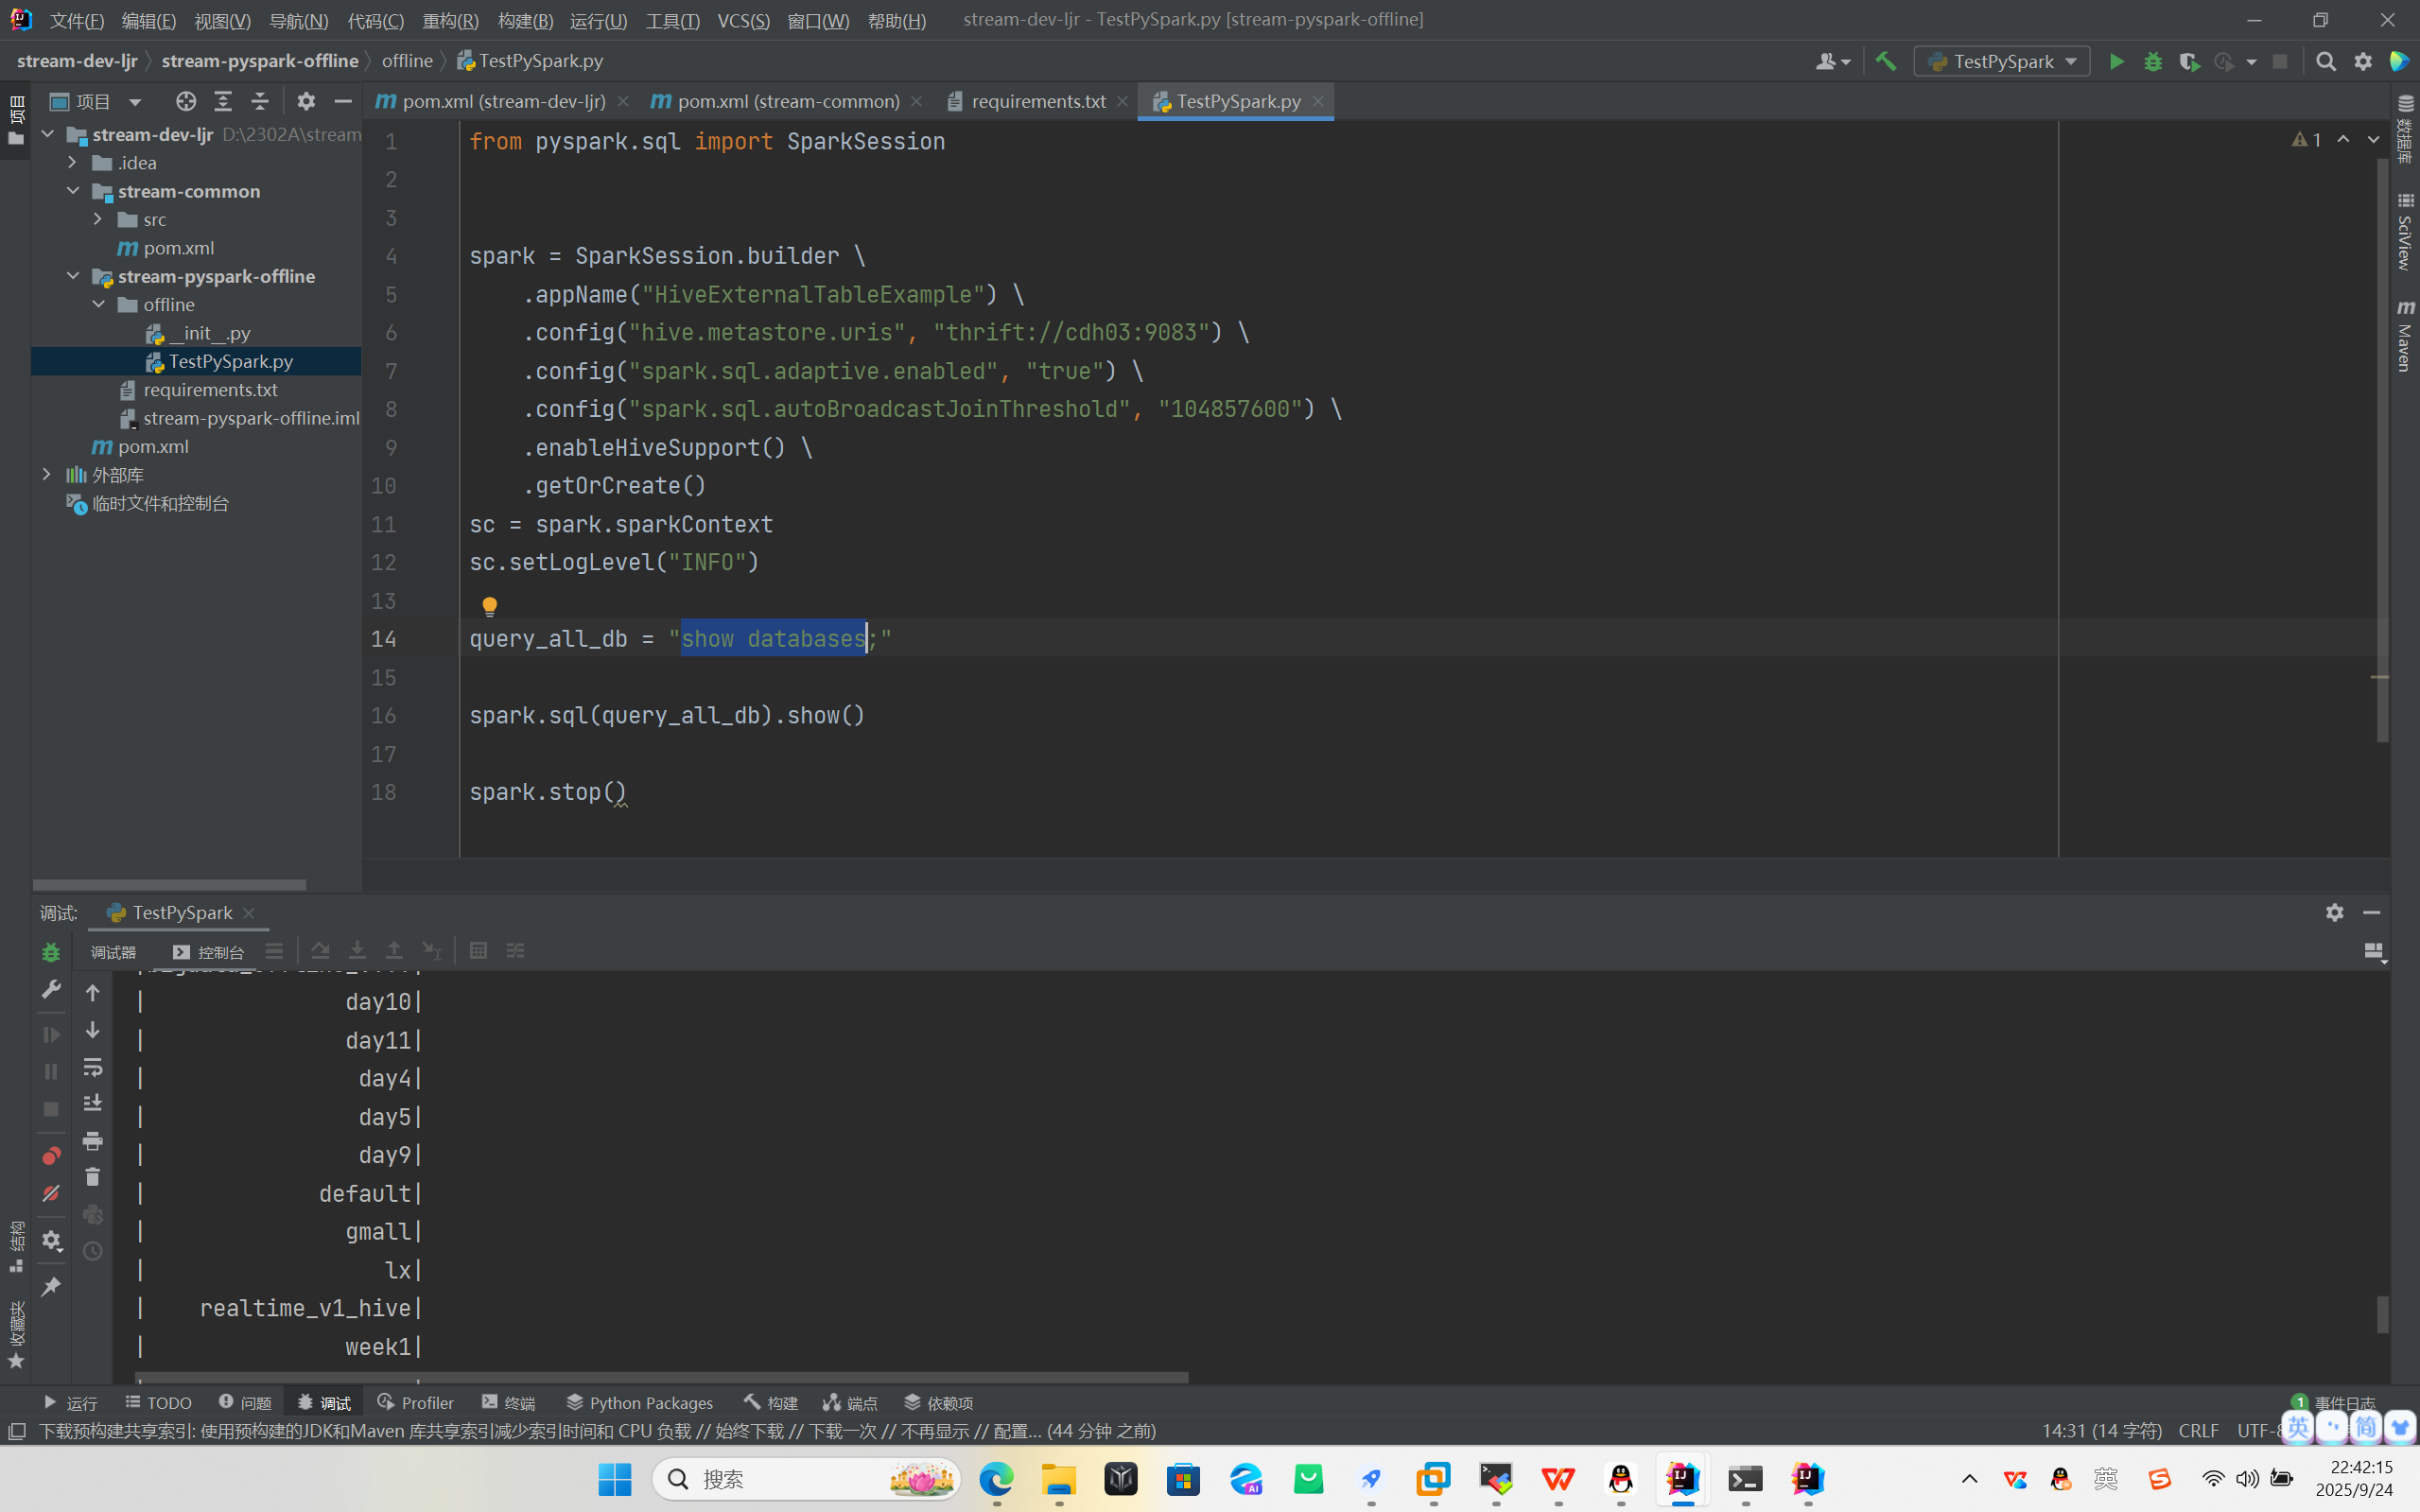 文件(F) 编辑(E) 视图(V) 导航(N) 代码(C) 重构(R) 构建(B) 运行(U) 工具(T) VCS(S) 窗口(W) 帮助(H) stream-dev-ljr - TestPySpark.py [stream-pyspark-offline]
stream-dev-ljr stream-pyspark-offline offline TestPySpark.py TestPySpark
项目 pom.xml (stream-dev-ljr) pom.xml (stream-common) requirements.txt TestPySpark.py
项目
stream-dev-ljr D:\2302A\stream
.idea
stream-common
src
pom.xml
stream-pyspark-offline
offline
__init__.py
TestPySpark.py
requirements.txt
stream-pyspark-offline.iml
pom.xml
外部库
临时文件和控制台
1 from pyspark.sql import SparkSession
2
3
4 spark = SparkSession.builder \
5 .appName("HiveExternalTableExample") \
6 .config("hive.metastore.uris", "thrift://cdh03:9083") \
7 .config("spark.sql.adaptive.enabled", "true") \
8 .config("spark.sql.autoBroadcastJoinThreshold", "104857600") \
9 .enableHiveSupport() \
10 .getOrCreate()
11 sc = spark.sparkContext
12 sc.setLogLevel("INFO")
13
14 query_all_db = "show databases;"
15
16 spark.sql(query_all_db).show()
17
18 spark.stop()
1
数据库
SciView
Maven
调试: TestPySpark
调试器 控制台
| day10|
| day11|
| day4|
| day5|
| day9|
| default|
| gmall|
| lx|
| realtime_v1_hive|
| week1|
结构
收藏夹
运行 TODO 问题 调试 Profiler 终端 Python Packages 构建 端点 依赖项 1 事件日志
下载预构建共享索引: 使用预构建的JDK和Maven 库共享索引减少索引时间和 CPU 负载 // 始终下载 // 下载一次 // 不再显示 // 配置... (44 分钟 之前) 14:31 (14 字符) CRLF UTF-8
英 简
搜索 英 22:42:15
2025/9/24